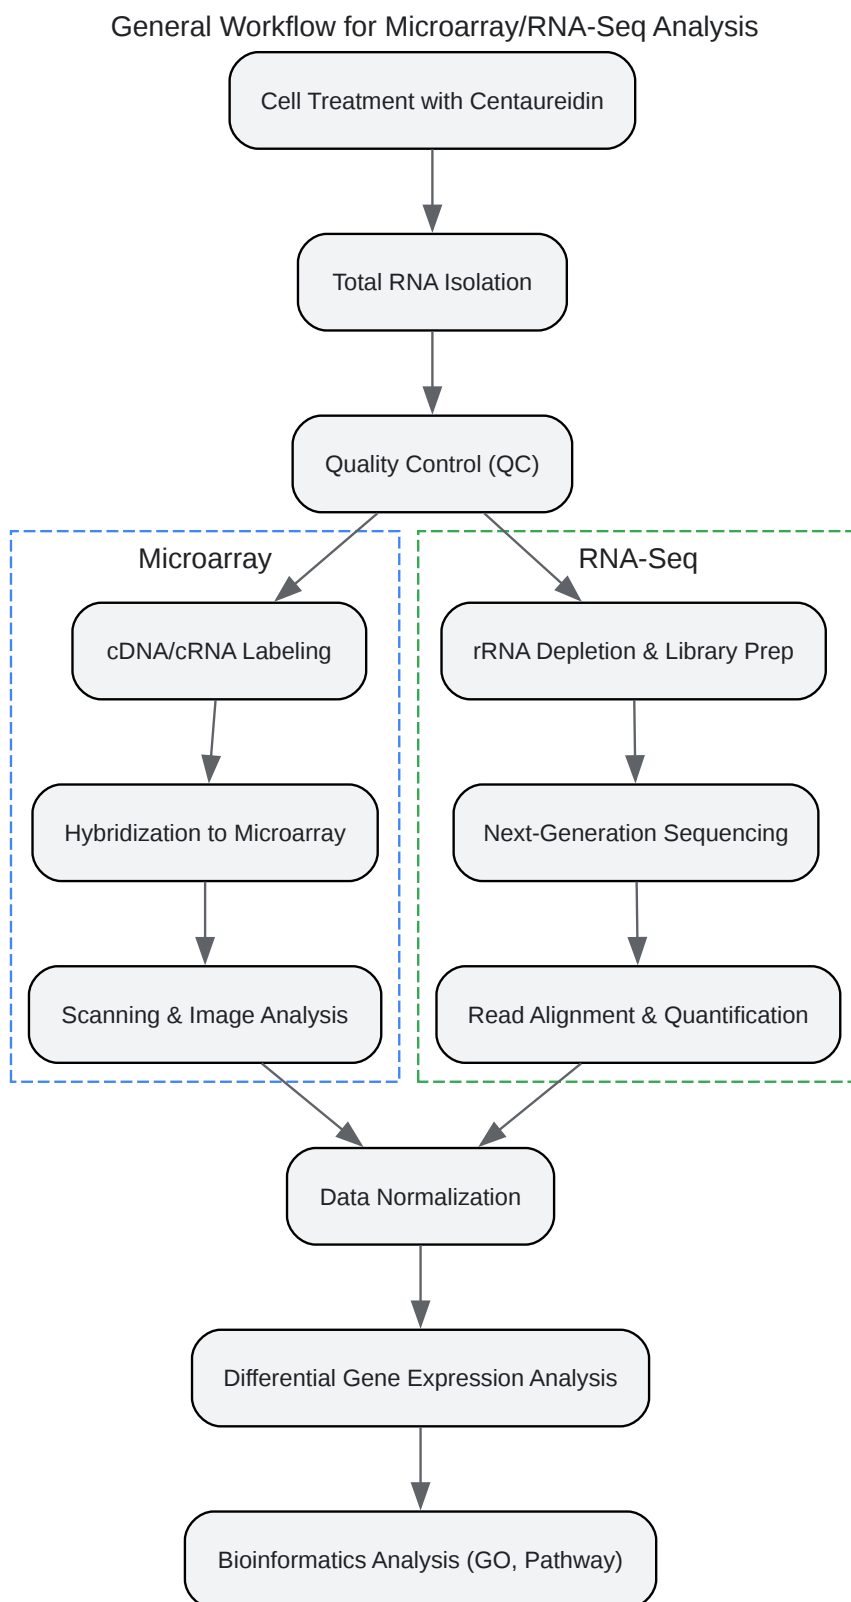 General Workflow for Microarray/RNA-Seq Analysis
Cell Treatment with Centaureidin
Total RNA Isolation
Quality Control (QC)
Microarray
cDNA/cRNA Labeling
Hybridization to Microarray
Scanning & Image Analysis
RNA-Seq
rRNA Depletion & Library Prep
Next-Generation Sequencing
Read Alignment & Quantification
Data Normalization
Differential Gene Expression Analysis
Bioinformatics Analysis (GO, Pathway)